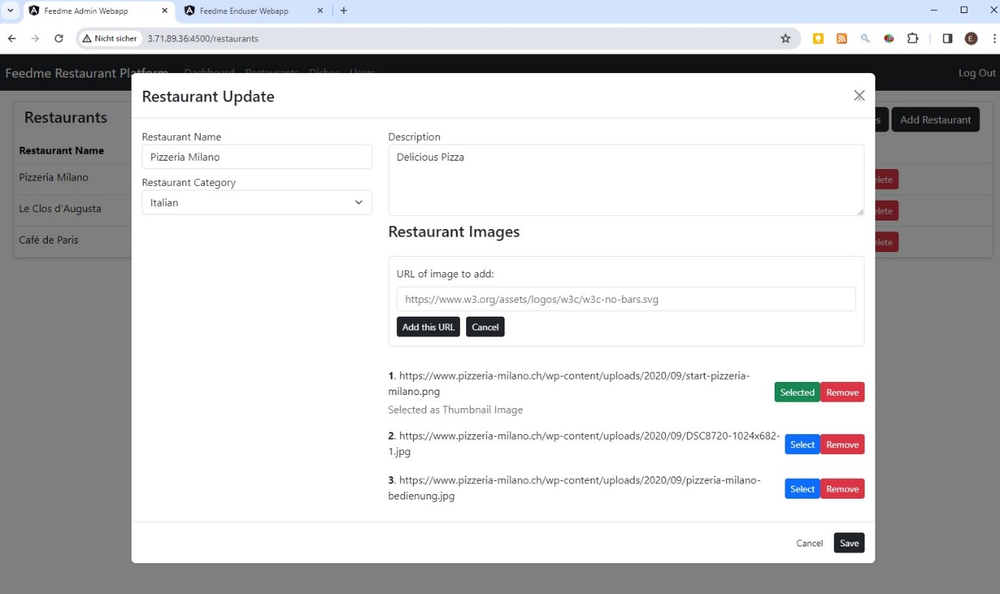 Feedme Admin Webapp
Feedme Enduser Webapp
Nicht sicher
3.71.89.36:4500/restaurants
E.
Feedme Restaurant Platform
Dashboard
Restaurants
Dishes
Users
Log Out
Restaurant Update
Restaurants
Add Restaurant
Restaurant Name
Pizzeria Milano
Le Clos d'Augusta
Café de Paris
Restaurant Name
Pizzeria Milano
Restaurant Category
Italian
Description
Delicious Pizza
Restaurant Images
URL of image to add:
https://www.w3.org/assets/logos/w3c/w3c-no-bars.svg
Add this URL
Cancel
1. https://www.pizzeria-milano.ch/wp-content/uploads/2020/09/start-pizzeria-
milano.png
Selected as Thumbnail Image
Selected
Remove
2. https://www.pizzeria-milano.ch/wp-content/uploads/2020/09/DSC8720-1024x682-
1.jpg
Select
Remove
3. https://www.pizzeria-milano.ch/wp-content/uploads/2020/09/pizzeria-milano-
bedienung.jpg
Select
Remove
Cancel
Save